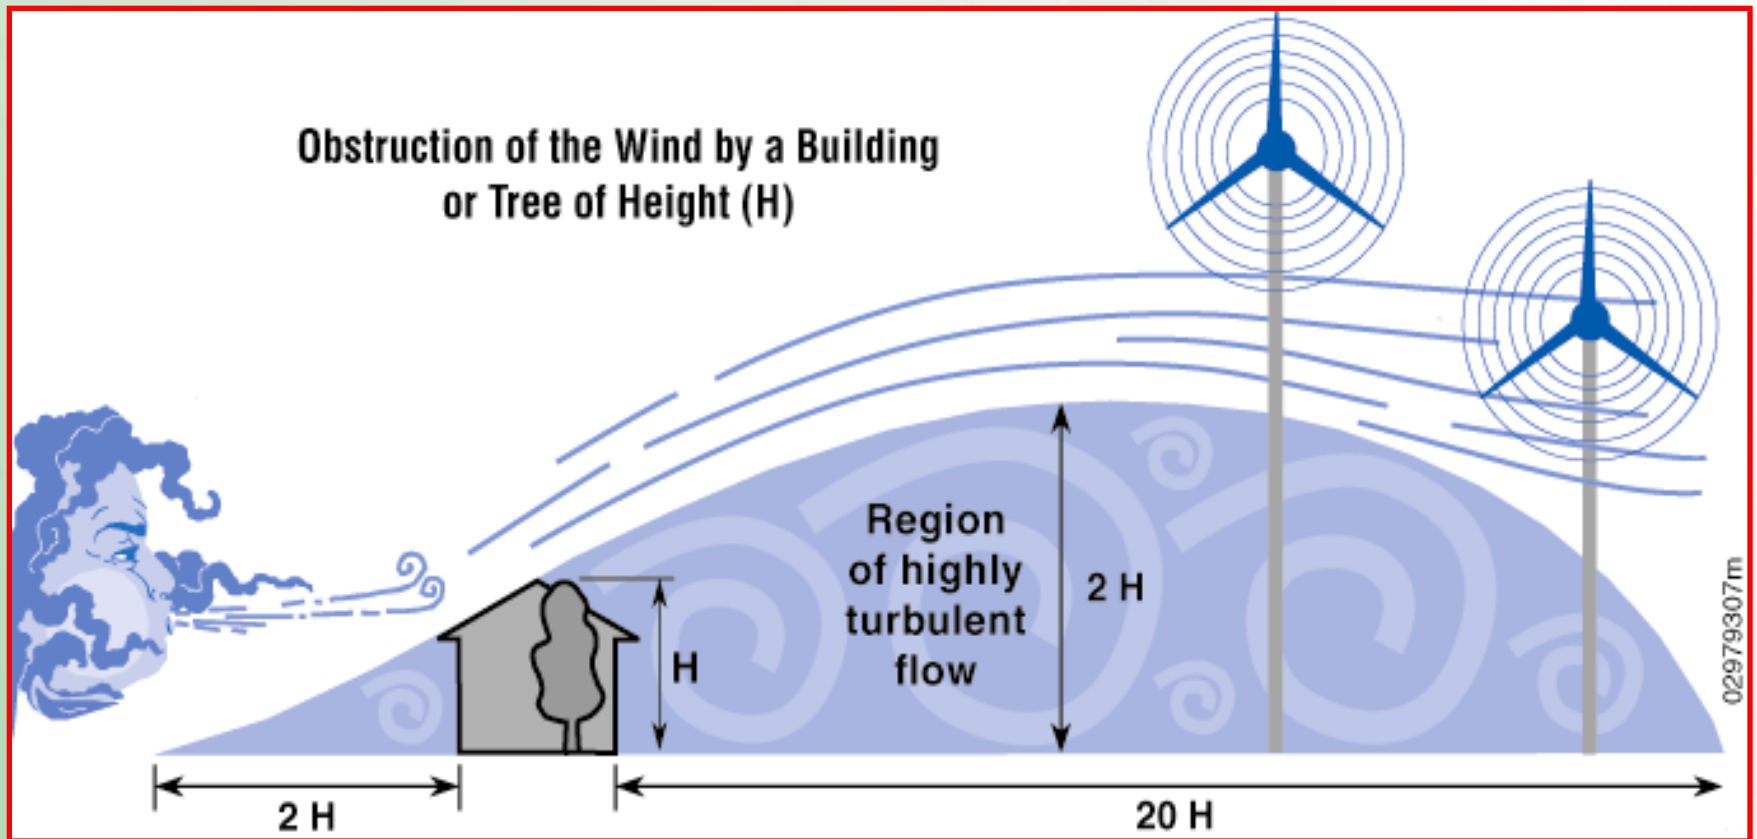 Obstruction of the Wind by a Building
or Tree of Height (H)
Region
of highly
turbulent
flow
2 H
H
2 H
20 H
02979307m